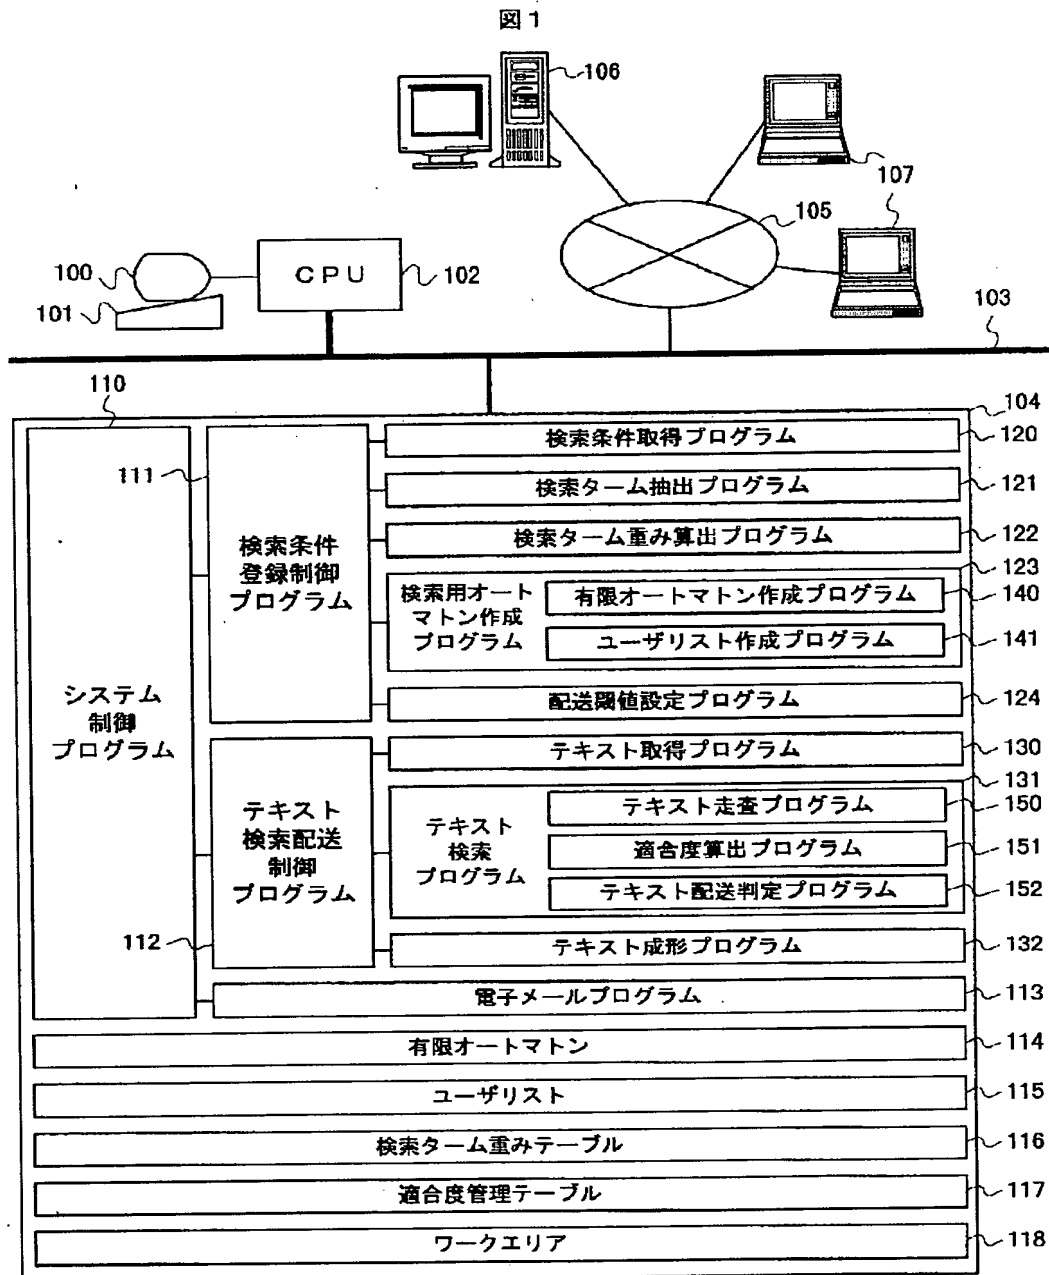 図1
106
107
105
100
101
CPU
102
103
110
104
111
検索条件取得プログラム
120
検索ターム抽出プログラム
121
検索ターム重み算出プログラム
122
検索条件
登録制御
プログラム
123
検索用オート
マトン作成
プログラム
有限オートマトン作成プログラム
140
ユーザリスト作成プログラム
141
配送閾値設定プログラム
124
システム
制御
プログラム
テキスト取得プログラム
130
131
テキスト
検索配送
制御
プログラム
テキスト
検索
プログラム
テキスト走査プログラム
150
適合度算出プログラム
151
テキスト配送判定プログラム
152
112
テキスト成形プログラム
132
電子メールプログラム
113
有限オートマトン
114
ユーザリスト
115
検索ターム重みテーブル
116
適合度管理テーブル
117
ワークエリア
118